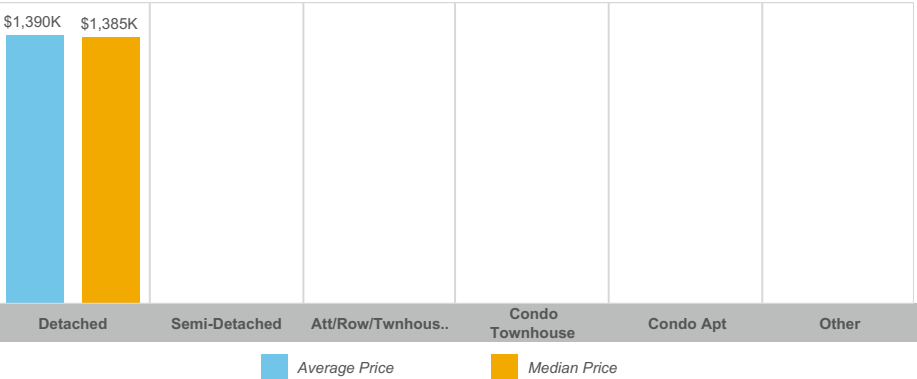 $1,390K $1,385K
Detached Semi-Detached Att/Row/Twnhous.. Condo Townhouse Condo Apt Other
Average Price Median Price